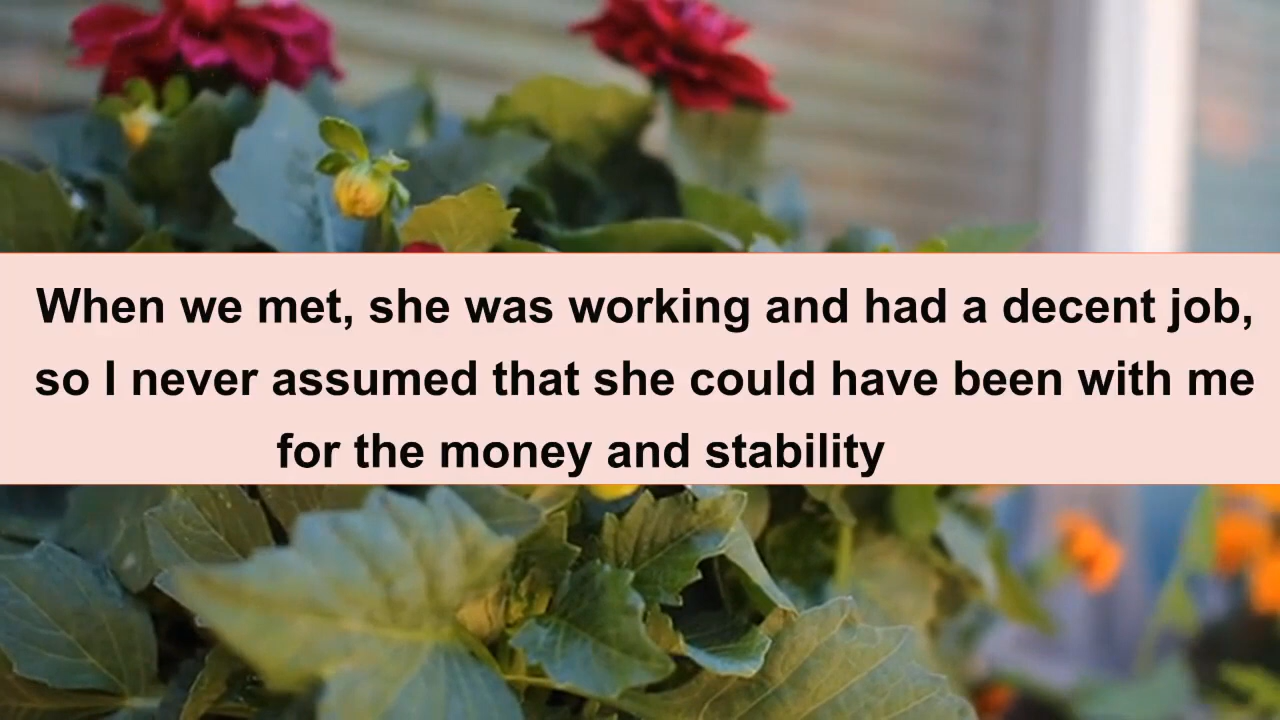 When we met, she was working and had a decent job,
so I never assumed that she could have been with me
for the money and stability